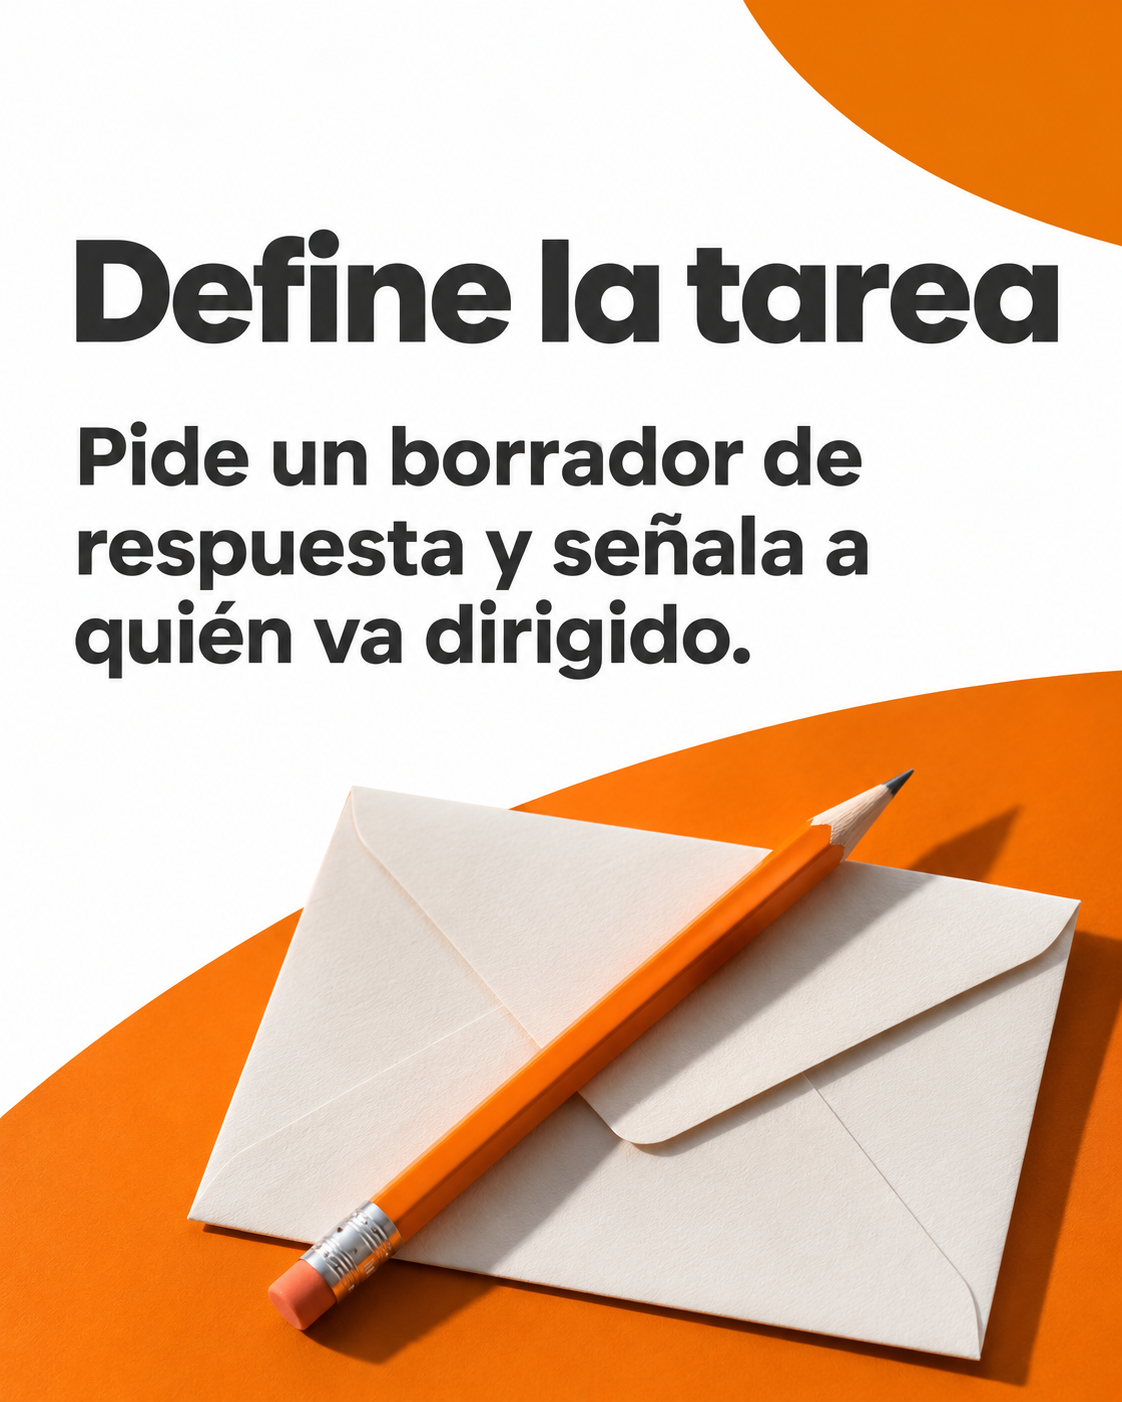 Define la tarea
Pide un borrador de
respuesta y señala a
quién va dirigido.